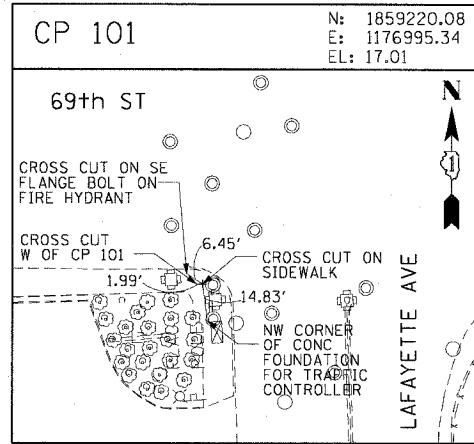 CP 101
N: 1859220.08
E: 1176995.34
EL: 17.01
69th ST
N
1
CROSS CUT ON SE
FLANGE BOLT ON
FIRE HYDRANT
CROSS CUT
W OF CP 101
6.45'
1.99'
CROSS CUT ON
SIDEWALK
14.83'
NW CORNER
OF CONC
FOUNDATION
FOR TRAFFIC
CONTROLLER
LAFAYETTE AVE